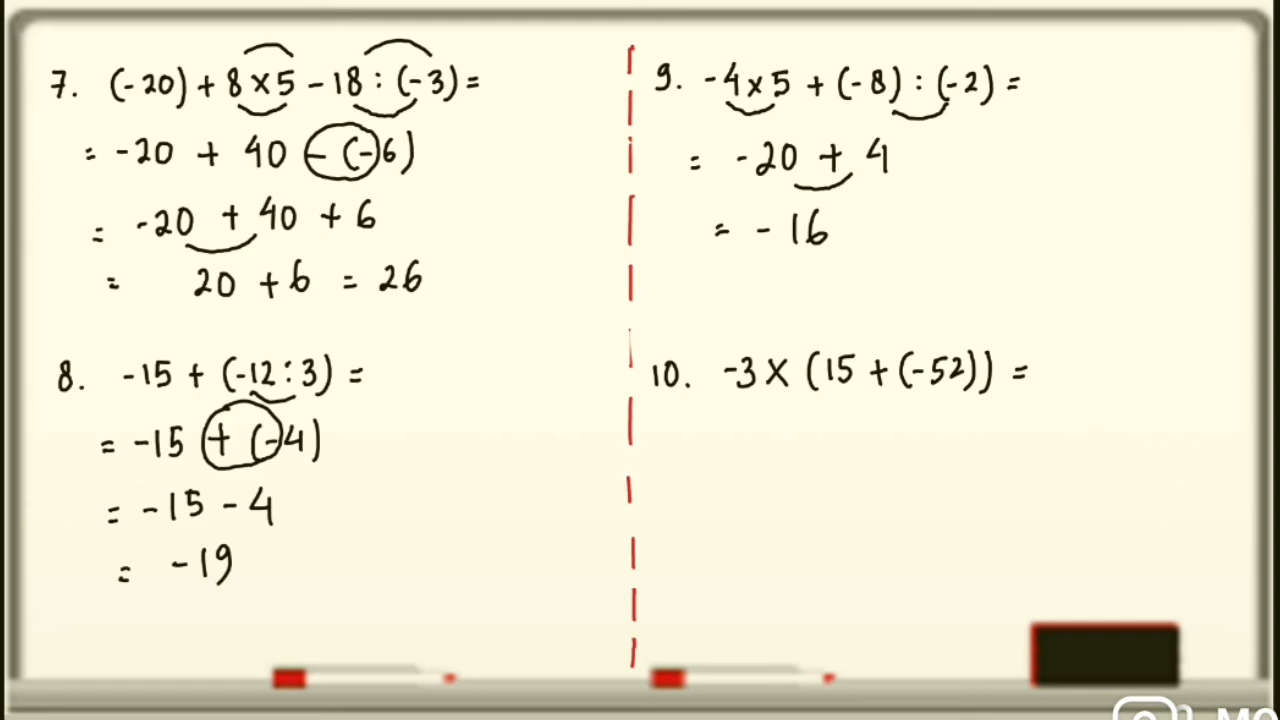 7. (-20) + 8 x 5 - 18 : (-3) =
= -20 + 40 - (-6)
= -20 + 40 + 6
= 20 + 6 = 26
8. -15 + (-12 : 3) =
= -15 + (-4)
= -15 - 4
= -19
9. -4 x 5 + (-8) : (-2) =
= -20 + 4
= -16
10. -3 x (15 + (-52)) =